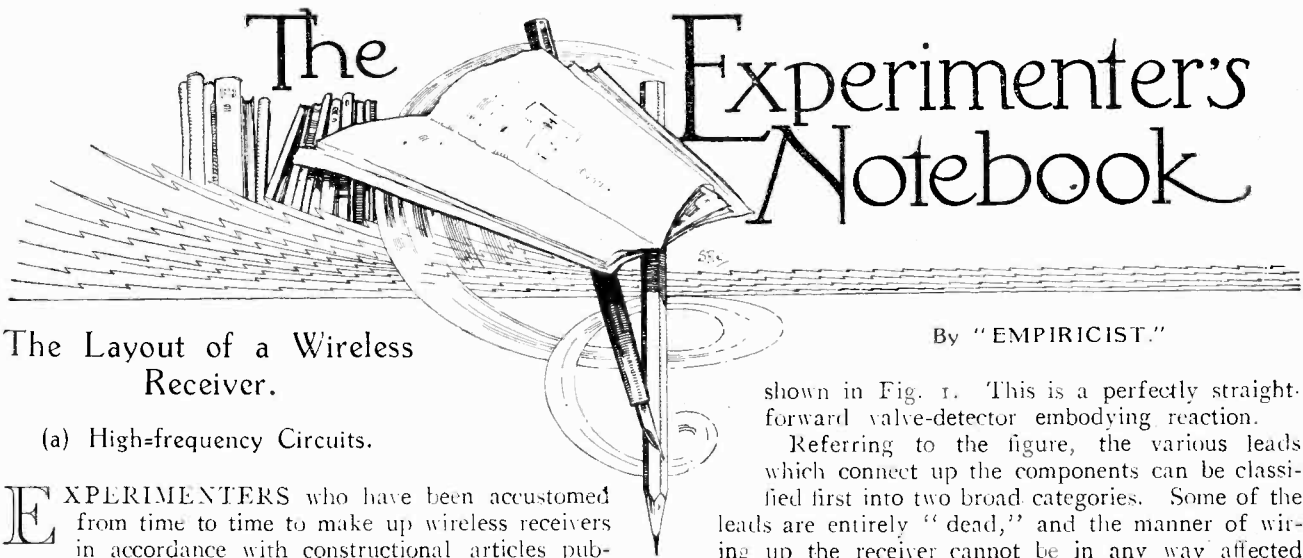 The Experimenter's
Notebook
The Layout of a Wireless
Receiver.
(a) High=frequency Circuits.
EXPERIMENTERS who have been accustomed
from time to time to make up wireless receivers
in accordance with constructional articles pub-
By "EMPIRICIST."
shown in Fig. 1. This is a perfectly straight-
forward valve-detector embodying reaction.
Referring to the figure, the various leads
which connect up the components can be classi-
fied first into two broad categories. Some of the
leads are entirely "dead," and the manner of wir-
ing up the receiver cannot be in any way affected